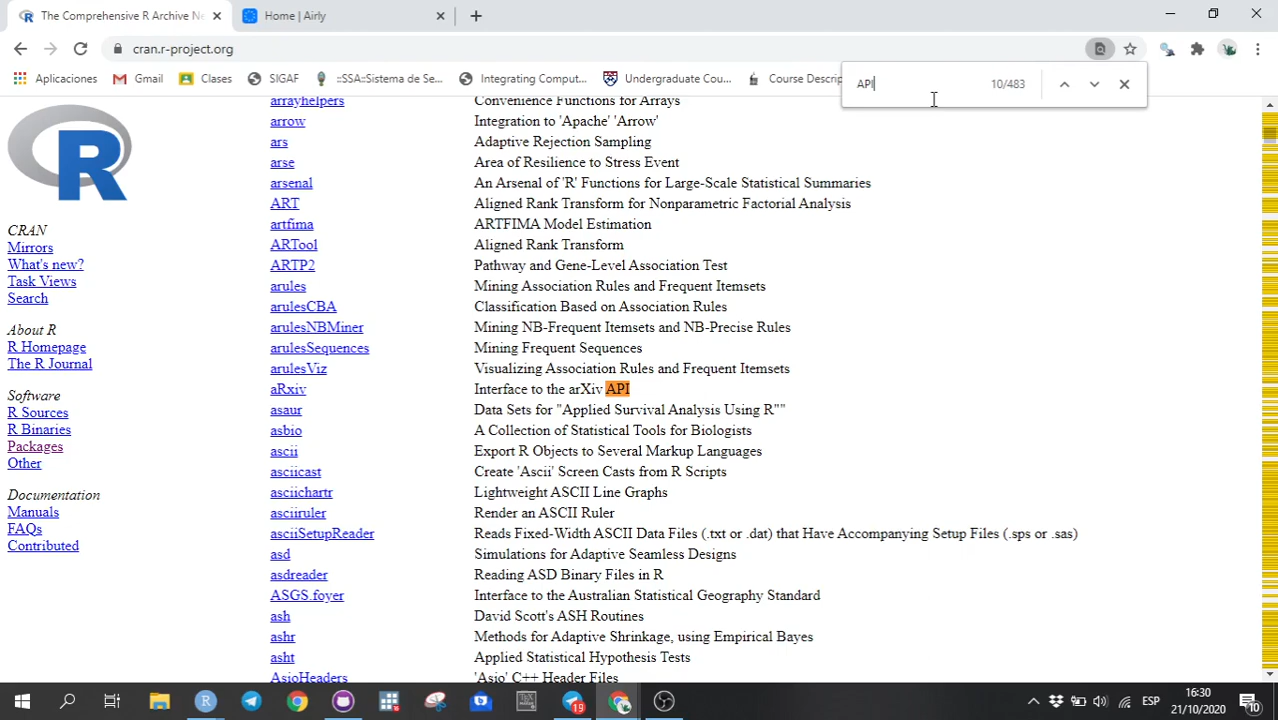 The Comprehensive R Archive Ne
Home | Airly
cran.r-project.org
Aplicaciones
Gmail
Clases
SIGAF
::SSA::Sistema de Se...
Integrating Comput...
Undergraduate Cou...
Course Descrip
API
10/483
R
CRAN
Mirrors
What's new?
Task Views
Search
About R
R Homepage
The R Journal
Software
R Sources
R Binaries
Packages
Other
Documentation
Manuals
FAQs
Contributed
arrayhelpers Convenience Functions for Arrays
arrow Integration to 'Apache' 'Arrow'
ars Adaptive Rejection Sampling
arse Area of Resilience to Stress Event
arsenal An Arsenal of 'R' Functions for Large-Scale Statistical Summaries
ART Aligned Rank Transform for Nonparametric Factorial Analysis
artfima ARTFIMA Model Estimation
ARTool Aligned Rank Transform
ARTP2 Pathway and Gene-Level Association Test
arules Mining Association Rules and Frequent Itemsets
arulesCBA Classification Based on Association Rules
arulesNBMiner Mining NB-Frequent Itemsets and NB-Precise Rules
arulesSequences Mining Frequent Sequences
arulesViz Visualizing Association Rules and Frequent Itemsets
aRxiv Interface to the arXiv API
asaur Data Sets for "Applied Survival Analysis Using R""
asbio A Collection of Statistical Tools for Biologists
ascii Export R Objects to Several Markup Languages
asciicast Create 'Ascii' Screen Casts from R Scripts
asciichartr Lightweight ASCII Line Graphs
asciiruler Render an ASCII Ruler
asciiSetupReader Reads Fixed-Width ASCII Data Files (.txt or .dat) that Have Accompanying Setup Files (.sps or .sas)
asd Simulations for Adaptive Seamless Designs
asdreader Reading ASD Binary Files in R
ASGS.foyer Interface to the Australian Statistical Geography Standard
ash David Scott's ASH Routines
ashr Methods for Adaptive Shrinkage, using Empirical Bayes
asht Applied Statistical Hypothesis Tests
AsioHeaders 'Asio' C++ Header Files
19
ESP
16:30
21/10/2020
10